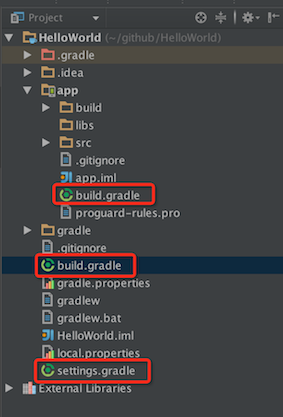 Project
HelloWorld (~/github/HelloWorld)
.gradle
.idea
app
build
libs
src
.gitignore
app.iml
build.gradle
proguard-rules.pro
gradle
.gitignore
build.gradle
gradle.properties
gradlew
gradlew.bat
HelloWorld.iml
local.properties
settings.gradle
External Libraries